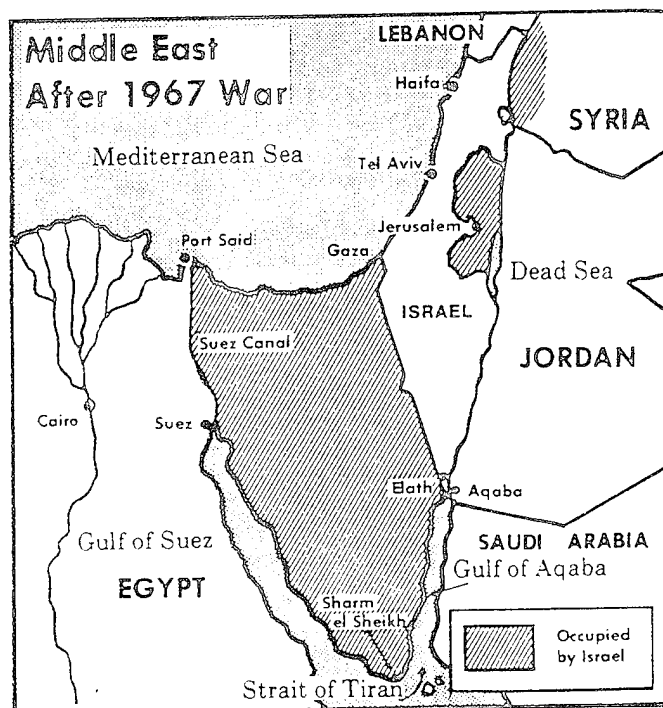 Middle East
After 1967 War
LEBANON
Haifa
SYRIA
Mediterranean Sea
Tel Aviv
Jerusalem
Port Said
Gaza
Dead Sea
ISRAEL
Suez Canal
JORDAN
Cairo
Suez
Elath
Aqaba
Gulf of Suez
SAUDI ARABIA
EGYPT
Gulf of Aqaba
Sharm
el Sheikh
Occupied
by Israel
Strait of Tiran